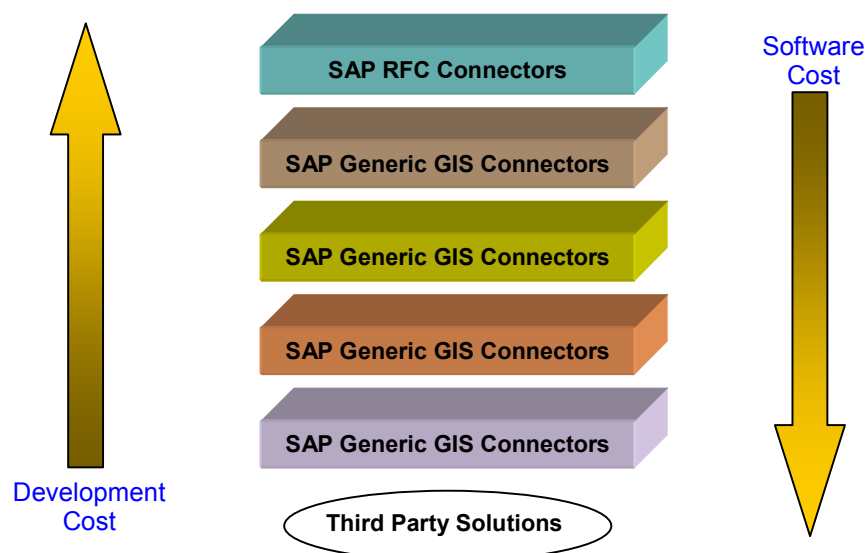 Software
Cost
SAP RFC Connectors
SAP Generic GIS Connectors
SAP Generic GIS Connectors
SAP Generic GIS Connectors
SAP Generic GIS Connectors
Development
Cost
Third Party Solutions